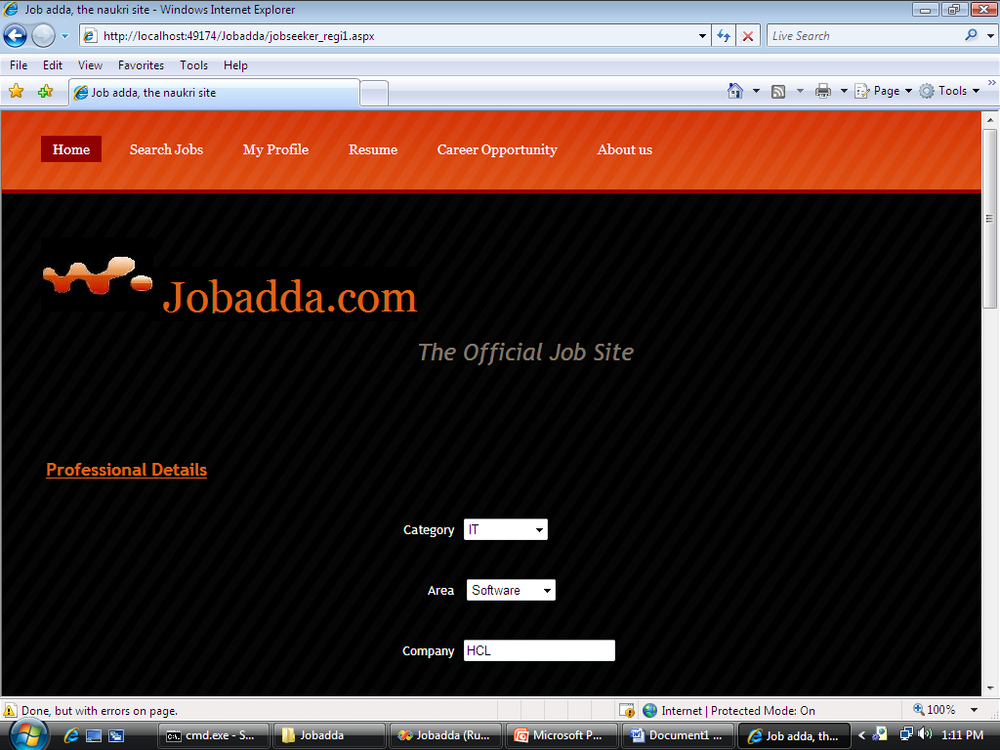 Job adda, the naukri site - Windows Internet Explorer
http://localhost:49174/Jobadda/jobseeker_regi1.aspx
Live Search
File Edit View Favorites Tools Help
Job adda, the naukri site
Page Tools
Home Search Jobs My Profile Resume Career Opportunity About us
Jobadda.com
The Official Job Site
Professional Details
Category IT
Area Software
Company HCL
Done, but with errors on page.
Internet | Protected Mode: On
100%
cmd.exe - S...
Jobadda
Jobadda (Ru...
Microsoft P...
Document1 ...
Job adda, th...
1:11 PM